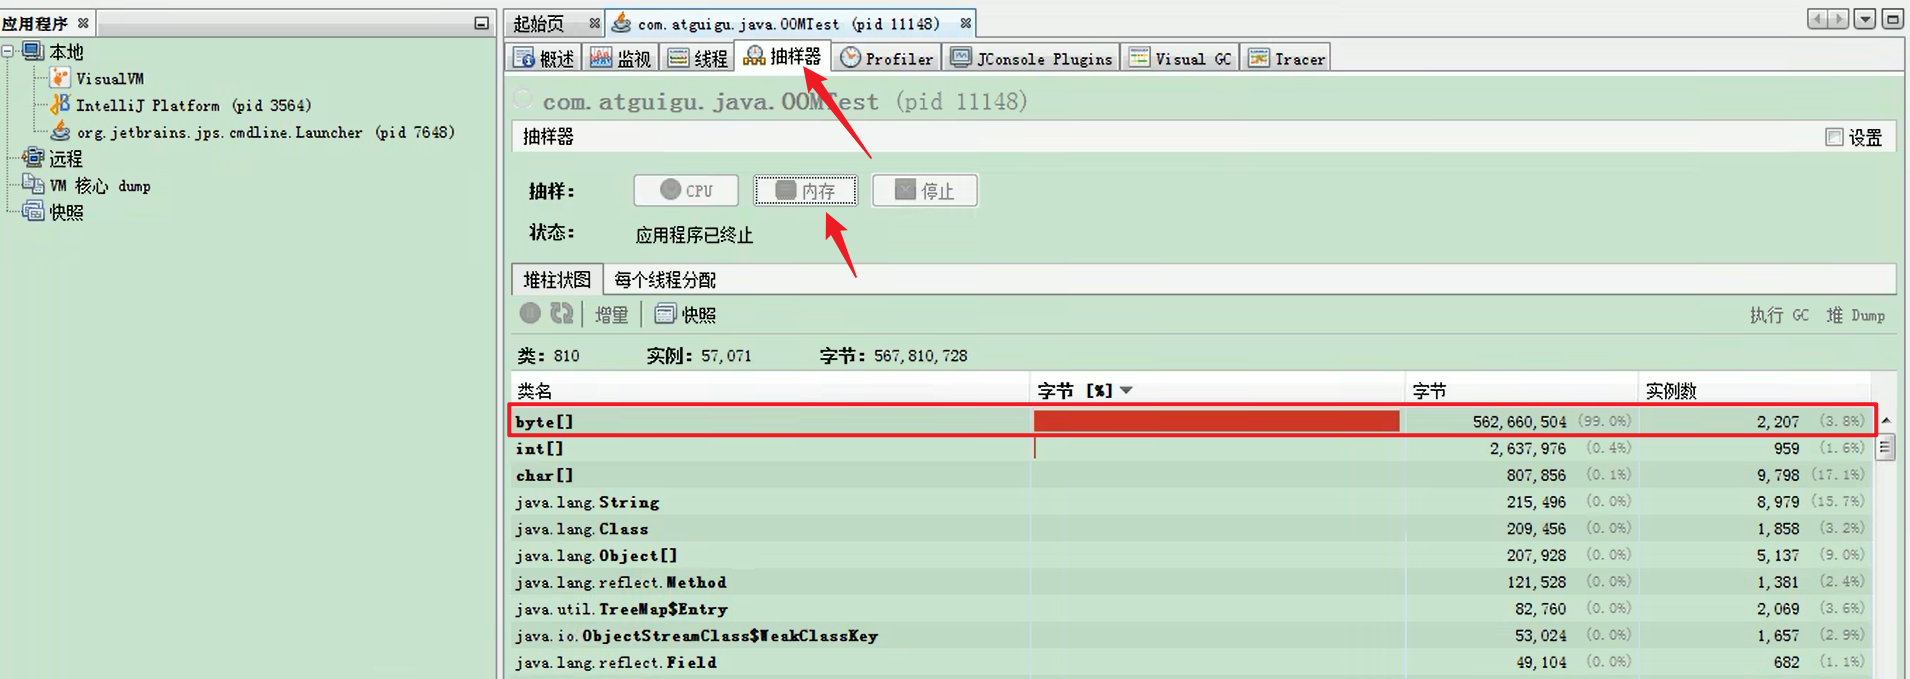 应用程序
本地
VisualVM
IntelliJ Platform (pid 3564)
org.jetbrains.jps.cmdline.Launcher (pid 7648)
远程
VM 核心 dump
快照
起始页 com.atguigu.java.OOMTest (pid 11148)
概述 监视 线程 抽样器 Profiler JConsole Plugins Visual GC Tracer
com.atguigu.java.OOMTest (pid 11148)
抽样器 设置
抽样： CPU 内存 停止
状态： 应用程序已终止
堆柱状图 每个线程分配
增量 快照 执行 GC 堆 Dump
类： 810 实例： 57,071 字节： 567,810,728
类名 字节 [%] 字节 实例数
byte[] 562,660,504 (99.0%) 2,207 (3.8%)
int[] 2,637,976 (0.4%) 959 (1.6%)
char[] 807,856 (0.1%) 9,798 (17.1%)
java.lang.String 215,496 (0.0%) 8,979 (15.7%)
java.lang.Class 209,456 (0.0%) 1,858 (3.2%)
java.lang.Object[] 207,928 (0.0%) 5,137 (9.0%)
java.lang.reflect.Method 121,528 (0.0%) 1,381 (2.4%)
java.util.TreeMap$Entry 82,760 (0.0%) 2,069 (3.6%)
java.io.ObjectStreamClass$WeakClassKey 53,024 (0.0%) 1,657 (2.9%)
java.lang.reflect.Field 49,104 (0.0%) 682 (1.1%)